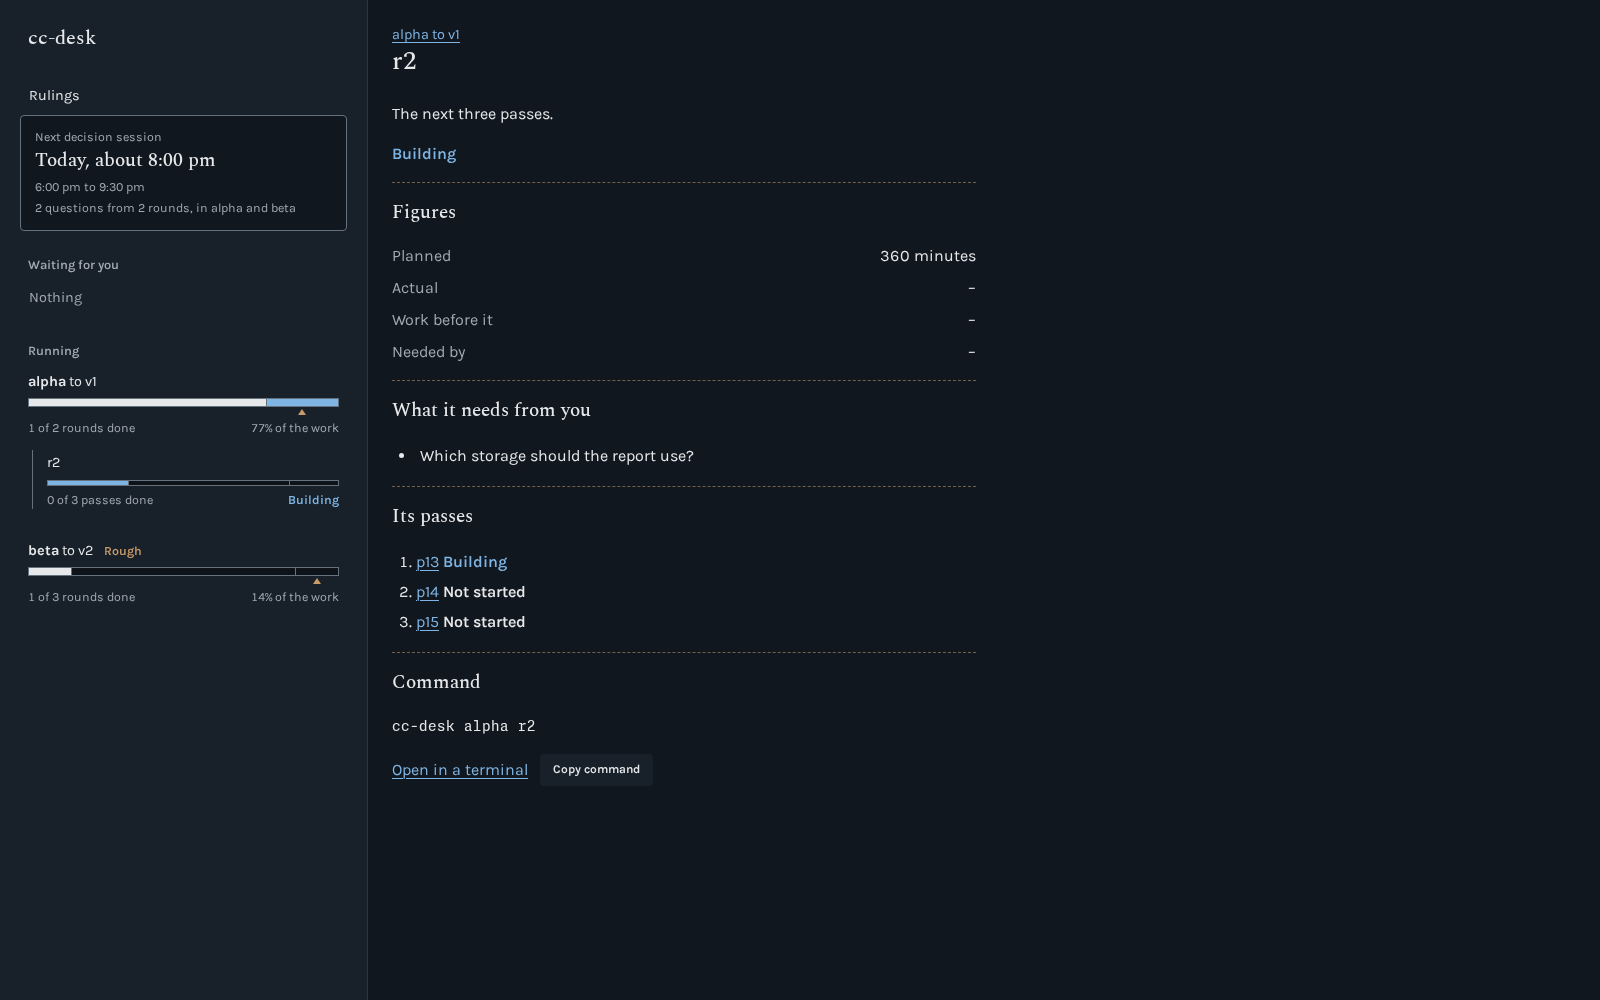 cc-desk
Rulings
Next decision session
Today, about 8:00 pm
6:00 pm to 9:30 pm
2 questions from 2 rounds, in alpha and beta
Waiting for you
Nothing
Running
alpha to v1
1 of 2 rounds done 77% of the work
r2
0 of 3 passes done Building
beta to v2 Rough
1 of 3 rounds done 14% of the work
alpha to v1
r2
The next three passes.
Building
Figures
Planned 360 minutes
Actual –
Work before it –
Needed by –
What it needs from you
• Which storage should the report use?
Its passes
1. p13 Building
2. p14 Not started
3. p15 Not started
Command
cc-desk alpha r2
Open in a terminal Copy command